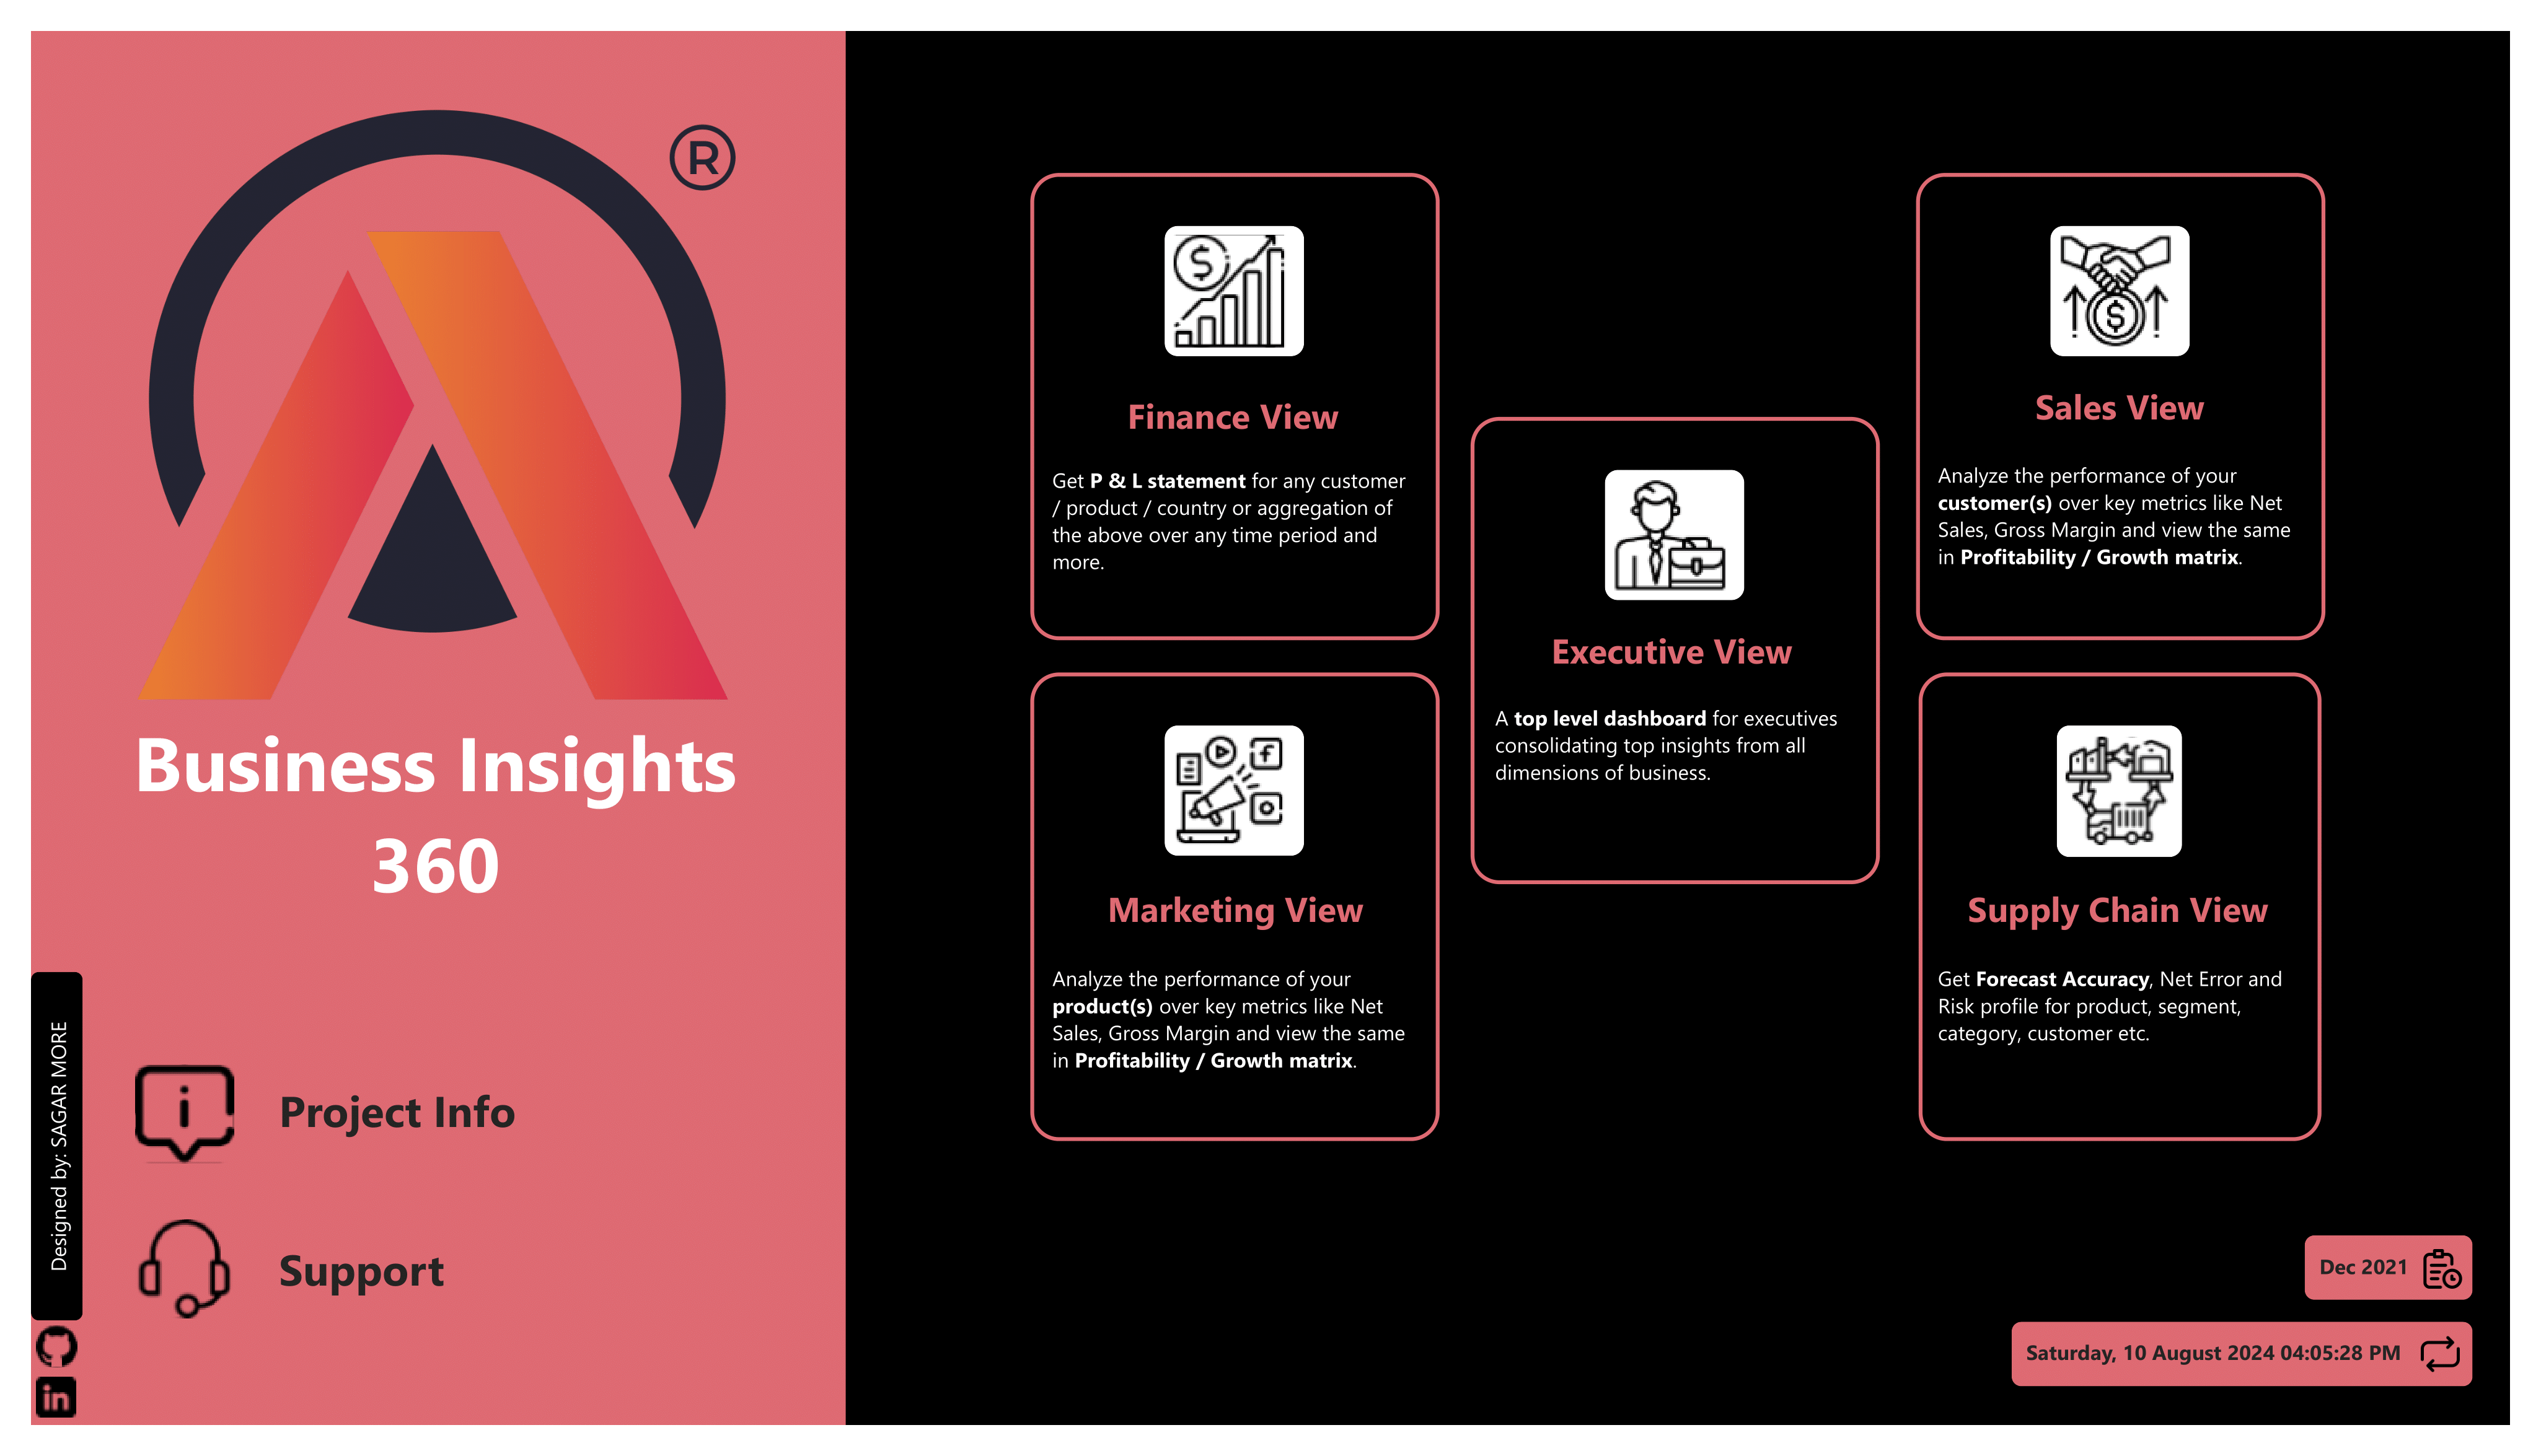 ®
Business Insights
360
Designed by: SAGAR MORE
Project Info
Support
Finance View
Get P & L statement for any customer
/ product / country or aggregation of
the above over any time period and
more.
Marketing View
Analyze the performance of your
product(s) over key metrics like Net
Sales, Gross Margin and view the same
in Profitability / Growth matrix.
Executive View
A top level dashboard for executives
consolidating top insights from all
dimensions of business.
Sales View
Analyze the performance of your
customer(s) over key metrics like Net
Sales, Gross Margin and view the same
in Profitability / Growth matrix.
Supply Chain View
Get Forecast Accuracy, Net Error and
Risk profile for product, segment,
category, customer etc.
Dec 2021
Saturday, 10 August 2024 04:05:28 PM
in